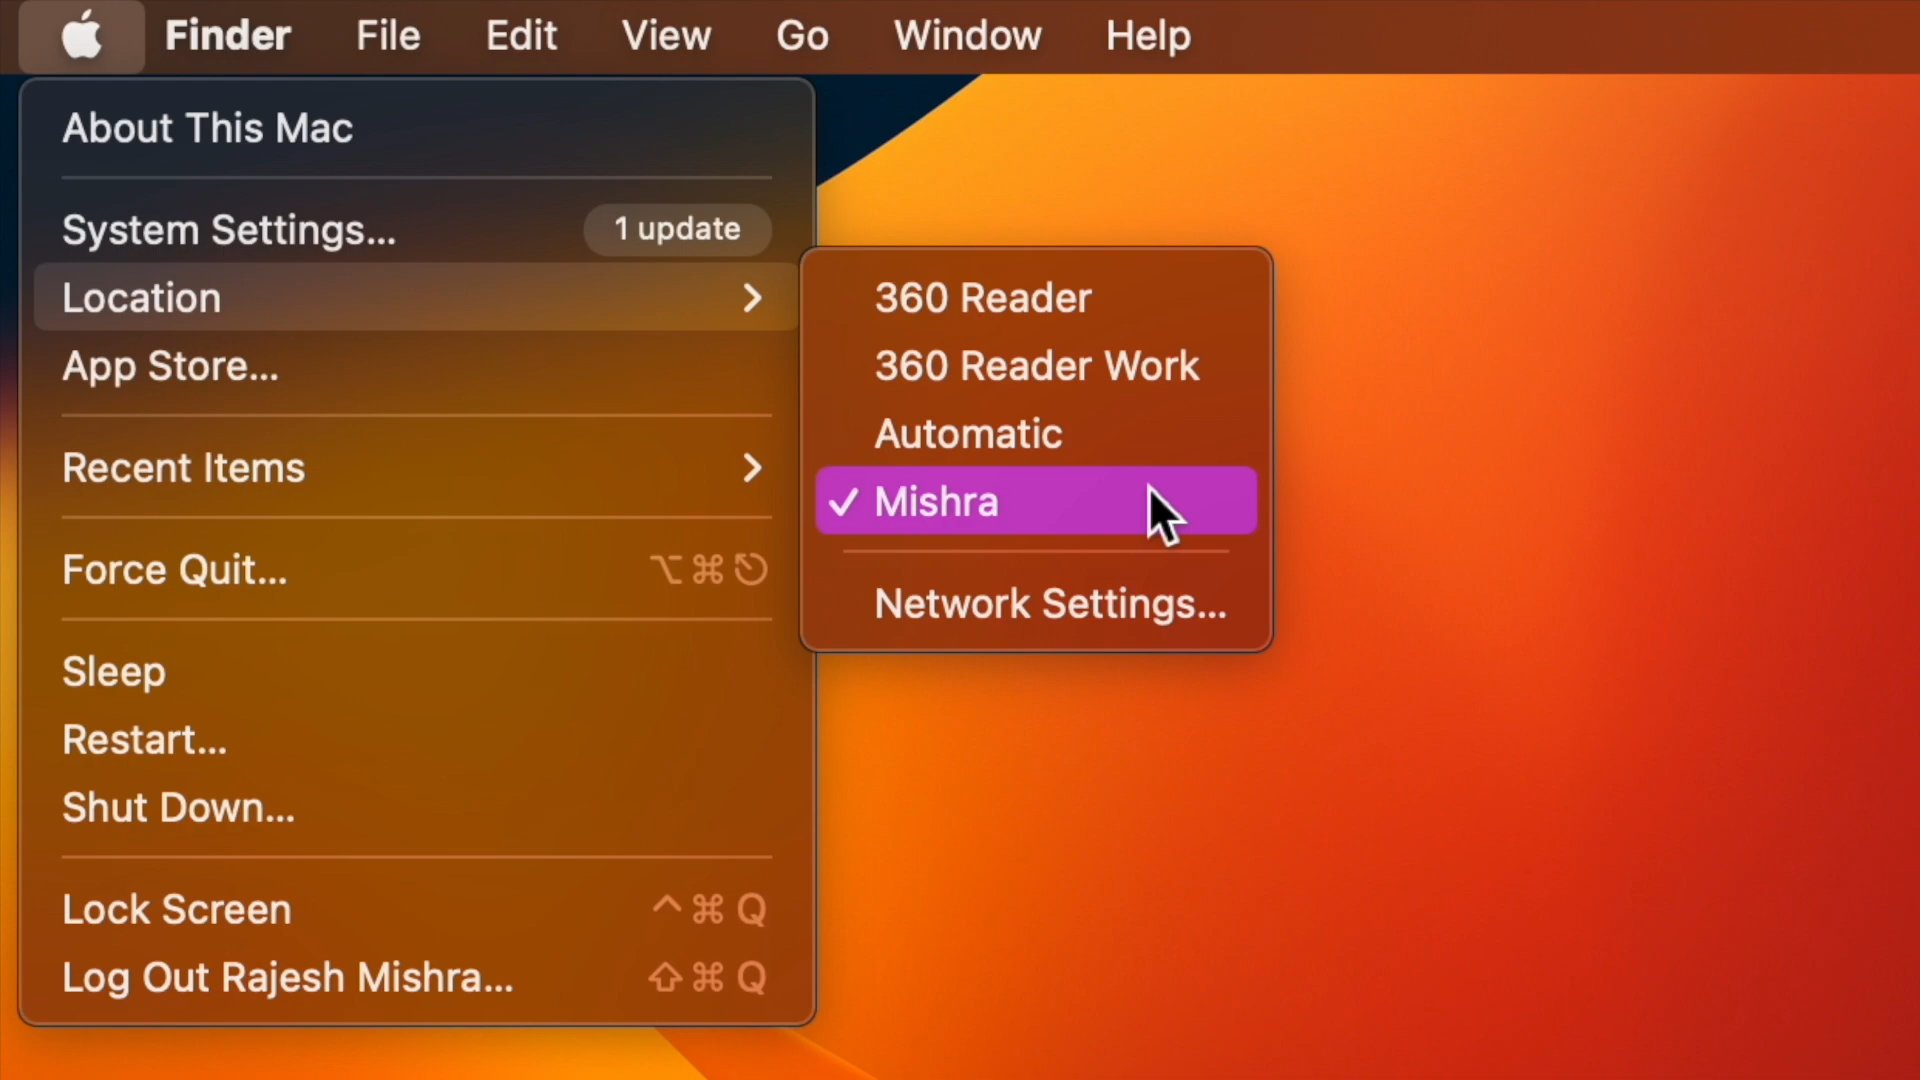 Finder File Edit View Go Window Help
About This Mac
System Settings... 1 update
Location
App Store...
Recent Items
Force Quit... ⌥⌘⎋
Sleep
Restart...
Shut Down...
Lock Screen ^⌘Q
Log Out Rajesh Mishra... ⇧⌘Q
360 Reader
360 Reader Work
Automatic
✓ Mishra
Network Settings...